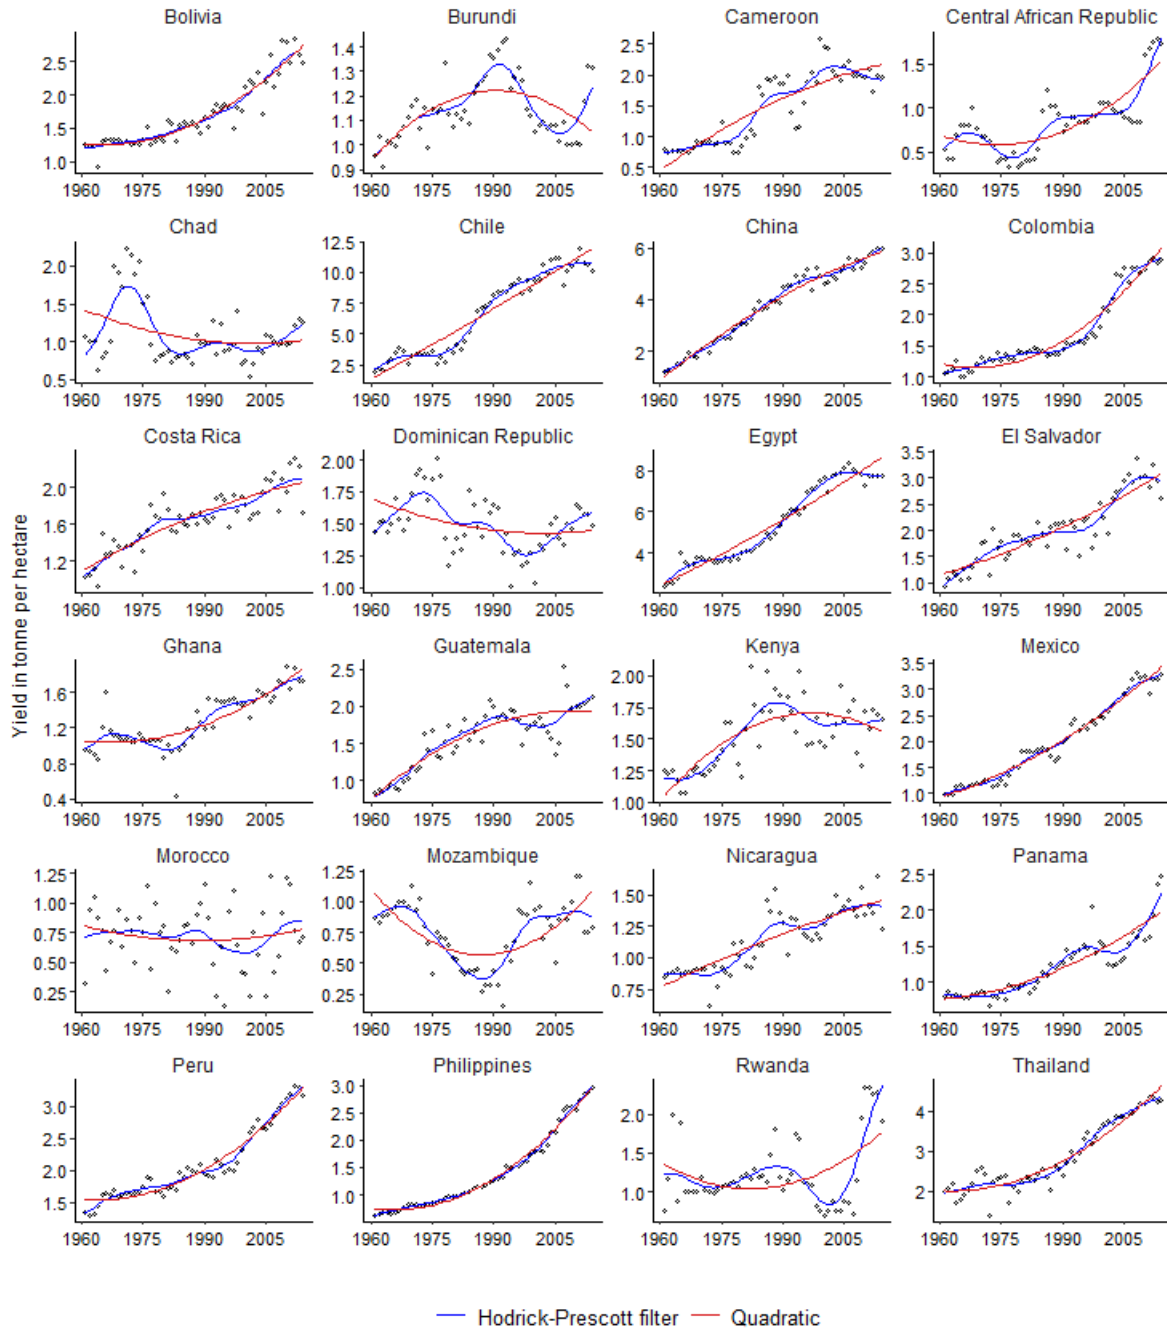 Bolivia Burundi Cameroon Central African Republic
2.5 1.4 2.5 1.5
2.0 1.3 2.0 1.0
1.5 1.2 1.5 0.5
1.0 1.1 1.0
1.0 0.5
0.9
1960 1975 1990 2005 1960 1975 1990 2005 1960 1975 1990 2005 1960 1975 1990 2005
Chad Chile China Colombia
2.0 12.5 6 3.0
1.5 10.0 4 2.5
1.0 7.5 2 2.0
0.5 5.0 1.5
2.5 1.0
1960 1975 1990 2005 1960 1975 1990 2005 1960 1975 1990 2005 1960 1975 1990 2005
Costa Rica Dominican Republic Egypt El Salvador
2.0 2.00 8 3.5
1.6 1.75 6 3.0
1.2 1.50 4 2.5
1.25 2.0
1.00 1.5
1.0
1960 1975 1990 2005 1960 1975 1990 2005 1960 1975 1990 2005 1960 1975 1990 2005
Yield in tonne per hectare
Ghana Guatemala Kenya Mexico
1.6 2.5 2.00 3.5
1.2 2.0 1.75 3.0
0.8 1.5 1.50 2.5
0.4 1.0 1.25 2.0
1.00 1.5
1.0
1960 1975 1990 2005 1960 1975 1990 2005 1960 1975 1990 2005 1960 1975 1990 2005
Morocco Mozambique Nicaragua Panama
1.25 1.25 1.50 2.5
1.00 1.00 1.25 2.0
0.75 0.75 1.00 1.5
0.50 0.50 0.75 1.0
0.25 0.25
1960 1975 1990 2005 1960 1975 1990 2005 1960 1975 1990 2005 1960 1975 1990 2005
Peru Philippines Rwanda Thailand
3.0 3.0 2.0 4
2.5 2.5 1.5 3
2.0 2.0 1.0 2
1.5 1.5
1.0
1960 1975 1990 2005 1960 1975 1990 2005 1960 1975 1990 2005 1960 1975 1990 2005
Hodrick-Prescott filter Quadratic